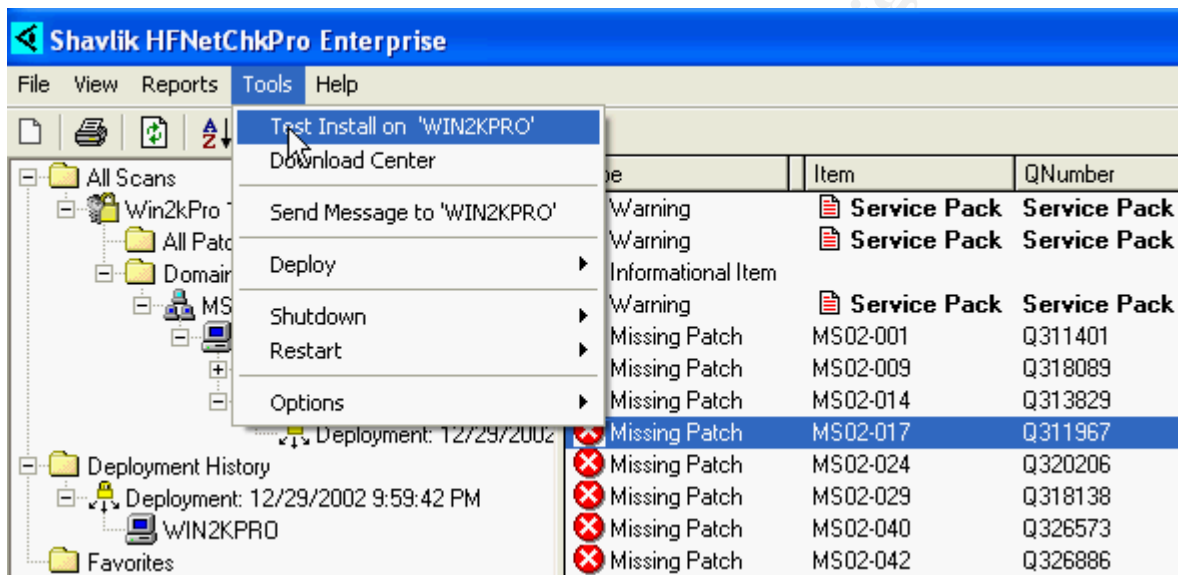 Shavlik HFNetChkPro Enterprise
File View Reports Tools Help
Test Install on 'WIN2KPRO'
Download Center
Send Message to 'WIN2KPRO'
Deploy
Shutdown
Restart
Options
All Scans
Win2kPro
All Patc
Domain
MS
Deployment: 12/29/2002
Deployment History
Deployment: 12/29/2002 9:59:42 PM
WIN2KPRO
Favorites
Item QNumber
Warning Service Pack Service Pack
Warning Service Pack Service Pack
Informational Item
Warning Service Pack Service Pack
Missing Patch MS02-001 Q311401
Missing Patch MS02-009 Q318089
Missing Patch MS02-014 Q313829
Missing Patch MS02-017 Q311967
Missing Patch MS02-024 Q320206
Missing Patch MS02-029 Q318138
Missing Patch MS02-040 Q326573
Missing Patch MS02-042 Q326886